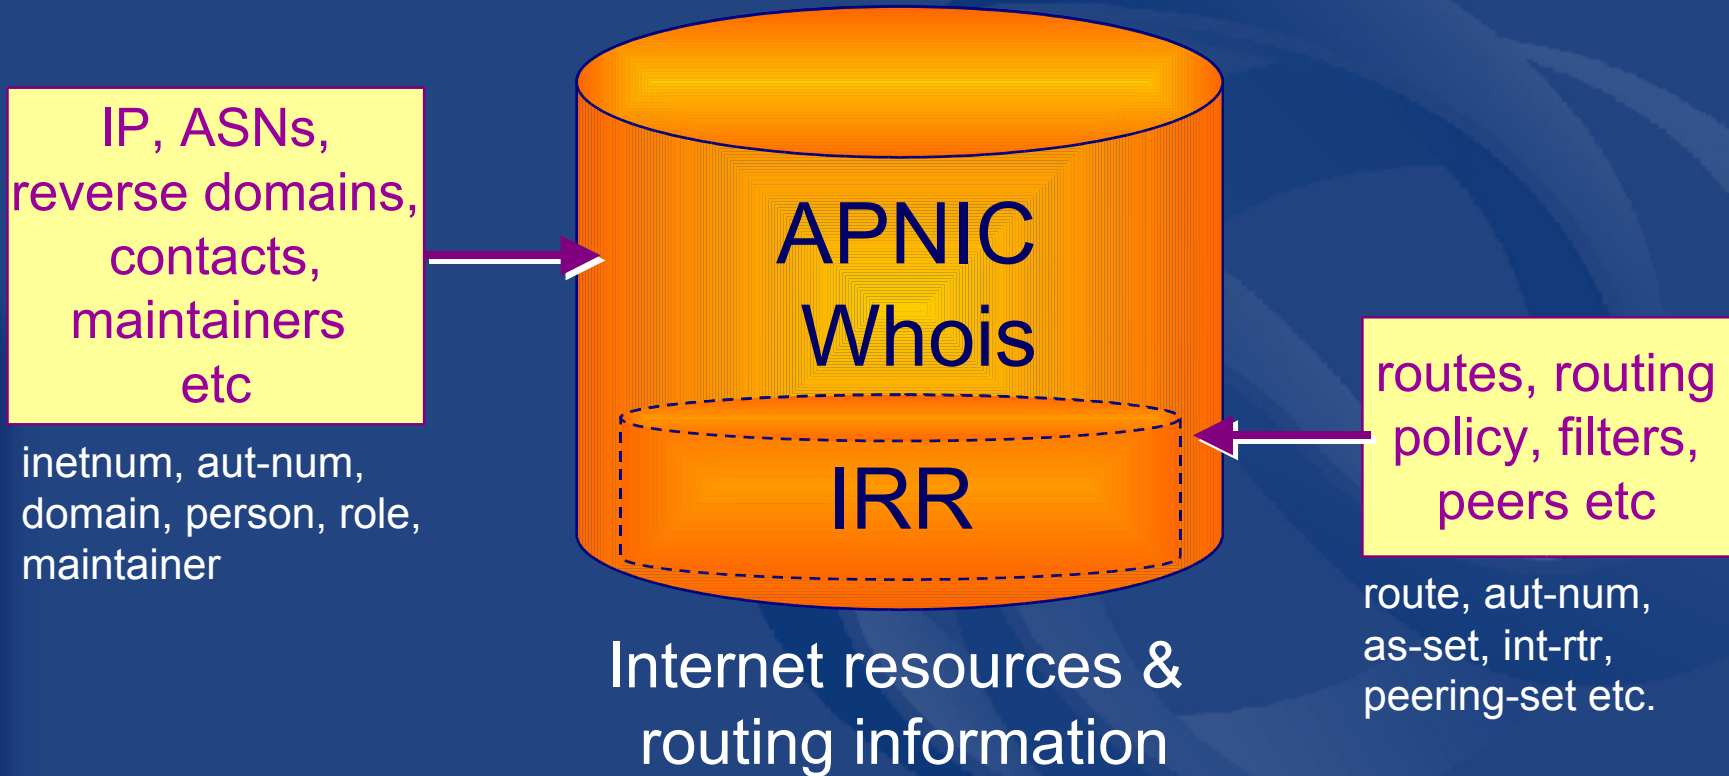 IP, ASNs,
reverse domains,
contacts,
maintainers
etc
inetnum, aut-num,
domain, person, role,
maintainer
APNIC
Whois
IRR
Internet resources &
routing information
routes, routing
policy, filters,
peers etc
route, aut-num,
as-set, int-rtr,
peering-set etc.